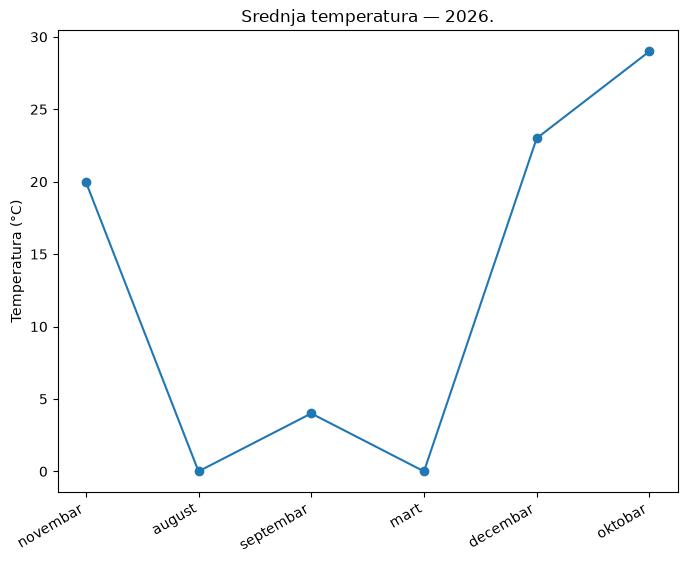 Srednja temperatura — 2026.
Temperatura (°C)
30
25
20
15
10
5
0
novembar
august
septembar
mart
decembar
oktobar